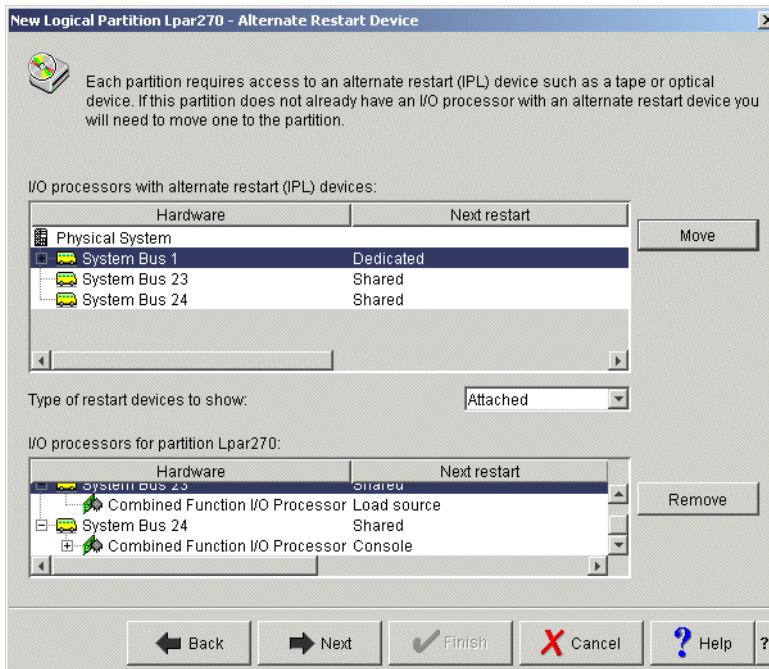 New Logical Partition Lpar270 - Alternate Restart Device
Each partition requires access to an alternate restart (IPL) device such as a tape or optical
device. If this partition does not already have an I/O processor with an alternate restart device you
will need to move one to the partition.
I/O processors with alternate restart (IPL) devices:
Hardware Next restart
Physical System
System Bus 1 Dedicated
System Bus 23 Shared
System Bus 24 Shared
Move
Type of restart devices to show: Attached
I/O processors for partition Lpar270:
Hardware Next restart
System Bus 23 Shared
Combined Function I/O Processor Load source
System Bus 24 Shared
Combined Function I/O Processor Console
Remove
Back Next Finish Cancel ? Help ?